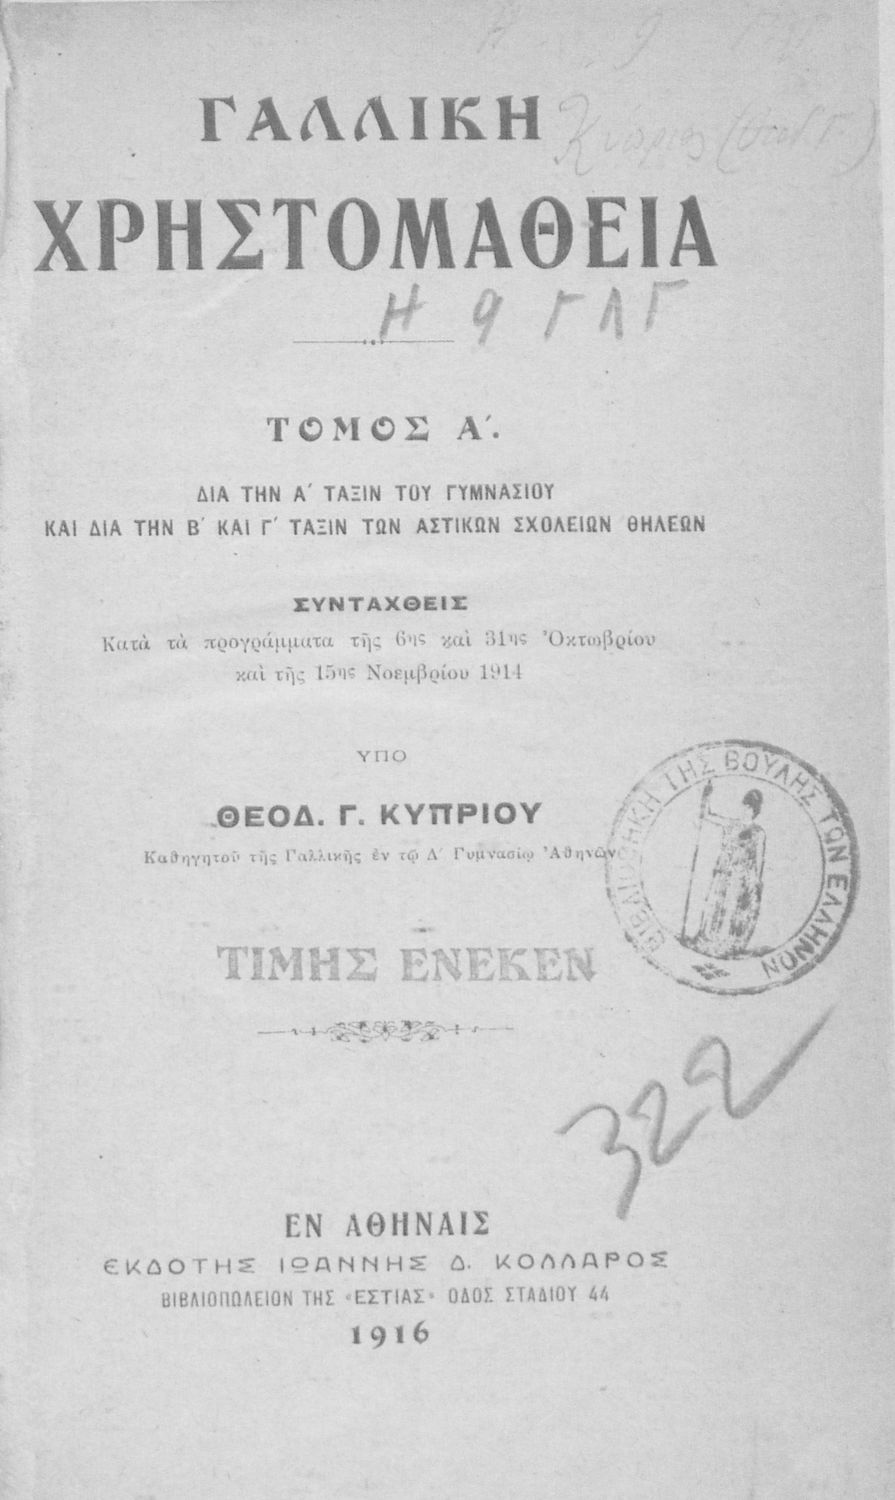 ΓΑΛΛΙΚΗ
ΧΡΗΣΤΟΜΑΘΕΙΑ
Η 9 ΓΛΓ
ΤΟΜΟΣ Α΄.
ΔΙΑ ΤΗΝ Α΄ ΤΑΞΙΝ ΤΟΥ ΓΥΜΝΑΣΙΟΥ
ΚΑΙ ΔΙΑ ΤΗΝ Β΄ ΚΑΙ Γ΄ ΤΑΞΙΝ ΤΩΝ ΑΣΤΙΚΩΝ ΣΧΟΛΕΙΩΝ ΘΗΛΕΩΝ
ΣΥΝΤΑΧΘΕΙΣ
Κατὰ τὰ προγράμματα τῆς 6ης καὶ 31ης Ὀκτωβρίου
καὶ τῆς 15ης Νοεμβρίου 1914
ΥΠΟ
ΘΕΟΔ. Γ. ΚΥΠΡΙΟΥ
Καθηγητοῦ τῆς Γαλλικῆς ἐν τῷ Δ΄ Γυμνασίῳ Ἀθηνῶν
ΒΙΒΛΙΟΘΗΚΗ ΤΗΣ ΒΟΥΛΗΣ ΤΩΝ ΕΛΛΗΝΩΝ
ΤΙΜΗΣ ΕΝΕΚΕΝ
322
ΕΝ ΑΘΗΝΑΙΣ
ΕΚΔΟΤΗΣ ΙΩΑΝΝΗΣ Δ. ΚΟΛΛΑΡΟΣ
ΒΙΒΛΙΟΠΩΛΕΙΟΝ ΤΗΣ «ΕΣΤΙΑΣ» ΟΔΟΣ ΣΤΑΔΙΟΥ 44
1916